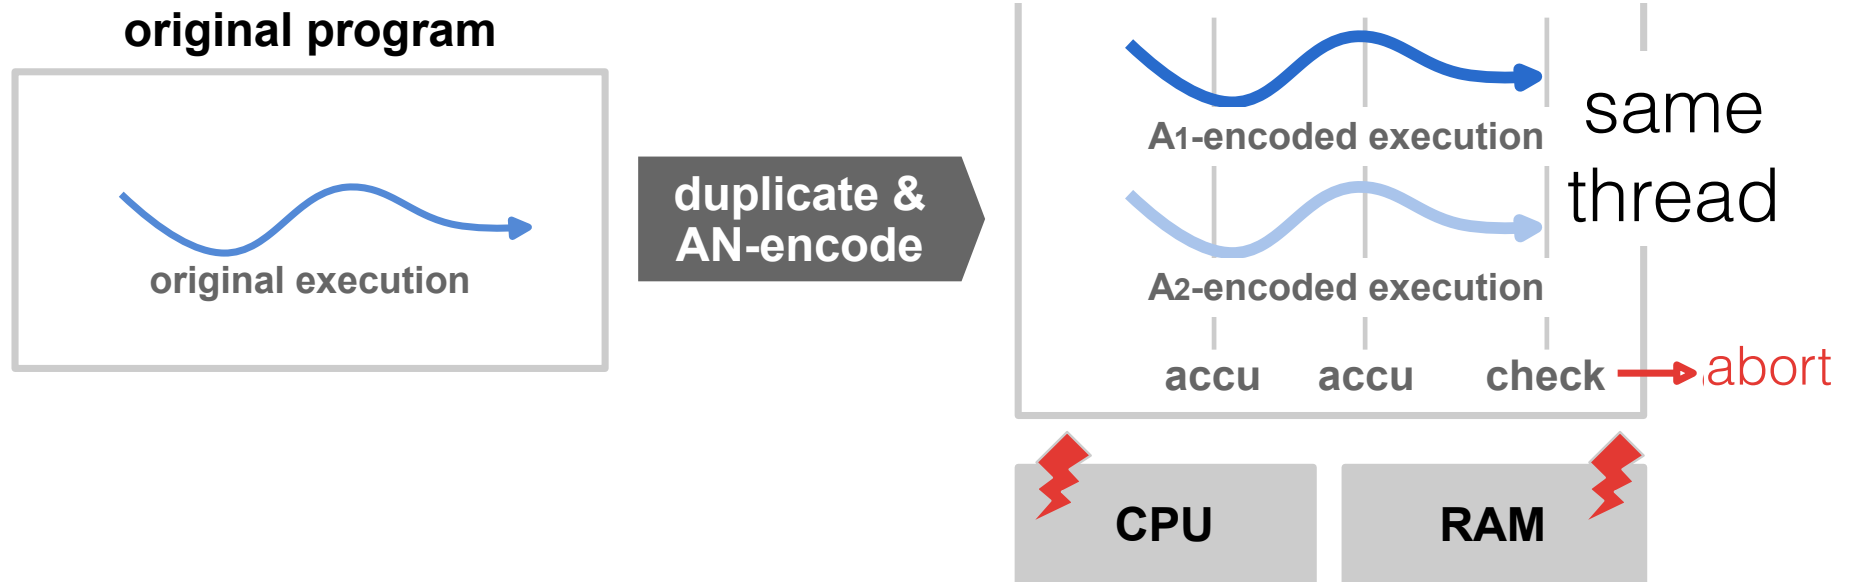 original program
original execution
duplicate &
AN-encode
A1-encoded execution
A2-encoded execution
same
thread
accu accu check abort
CPU RAM